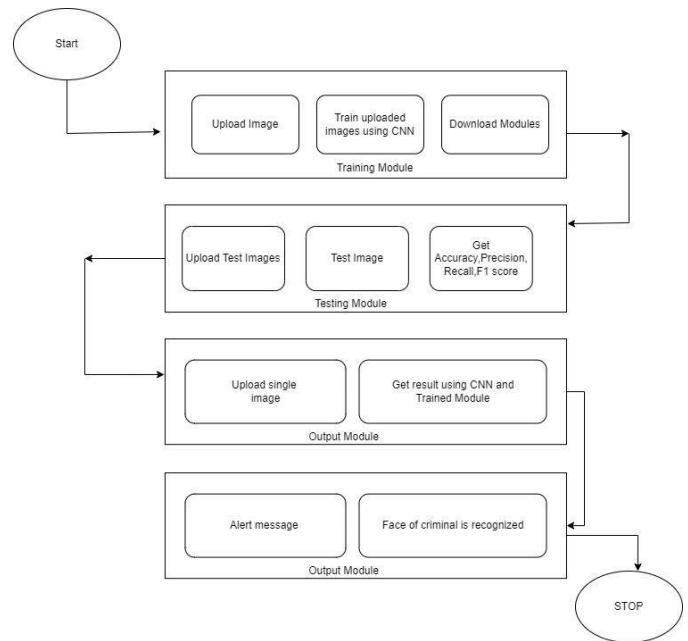 Start
Upload Image
Train uploaded
images using CNN
Download Modules
Training Module
Upload Test Images
Test Image
Get
Accuracy,Precision,
Recall,F1 score
Testing Module
Upload single
image
Get result using CNN and
Trained Module
Output Module
Alert message
Face of criminal is recognized
Output Module
STOP